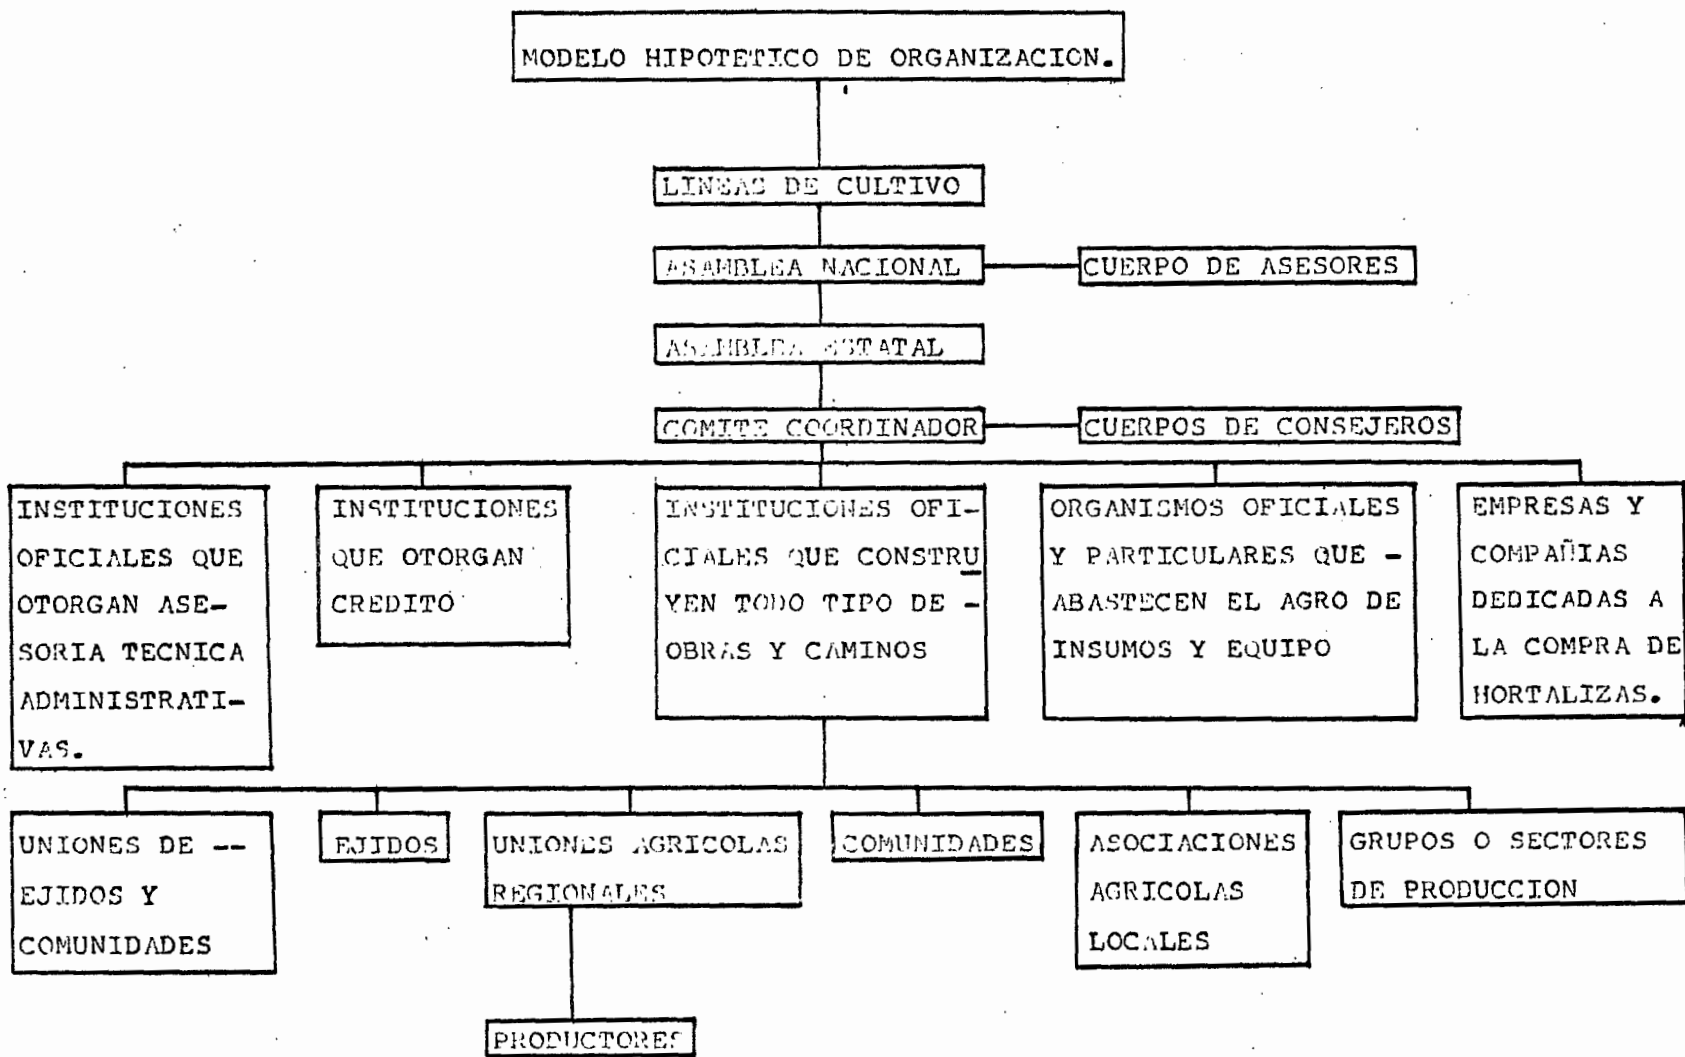 MODELO HIPOTETICO DE ORGANIZACION.
LINEAS DE CULTIVO
ASAMBLEA NACIONAL
CUERPO DE ASESORES
ASAMBLEA ESTATAL
COMITE COORDINADOR
CUERPOS DE CONSEJEROS
INSTITUCIONES
OFICIALES QUE
OTORGAN ASE-
SORIA TECNICA
ADMINISTRATI-
VAS.
INSTITUCIONES
QUE OTORGAN
CREDITO
INSTITUCIONES OFI-
CIALES QUE CONSTRU
YEN TODO TIPO DE -
OBRAS Y CAMINOS
ORGANISMOS OFICIALES
Y PARTICULARES QUE -
ABASTECEN EL AGRO DE
INSUMOS Y EQUIPO
EMPRESAS Y
COMPAÑIAS
DEDICADAS A
LA COMPRA DE
HORTALIZAS.
UNIONES DE --
EJIDOS Y
COMUNIDADES
EJIDOS
UNIONES AGRICOLAS
REGIONALES
COMUNIDADES
ASOCIACIONES
AGRICOLAS
LOCALES
GRUPOS O SECTORES
DE PRODUCCION
PRODUCTORES